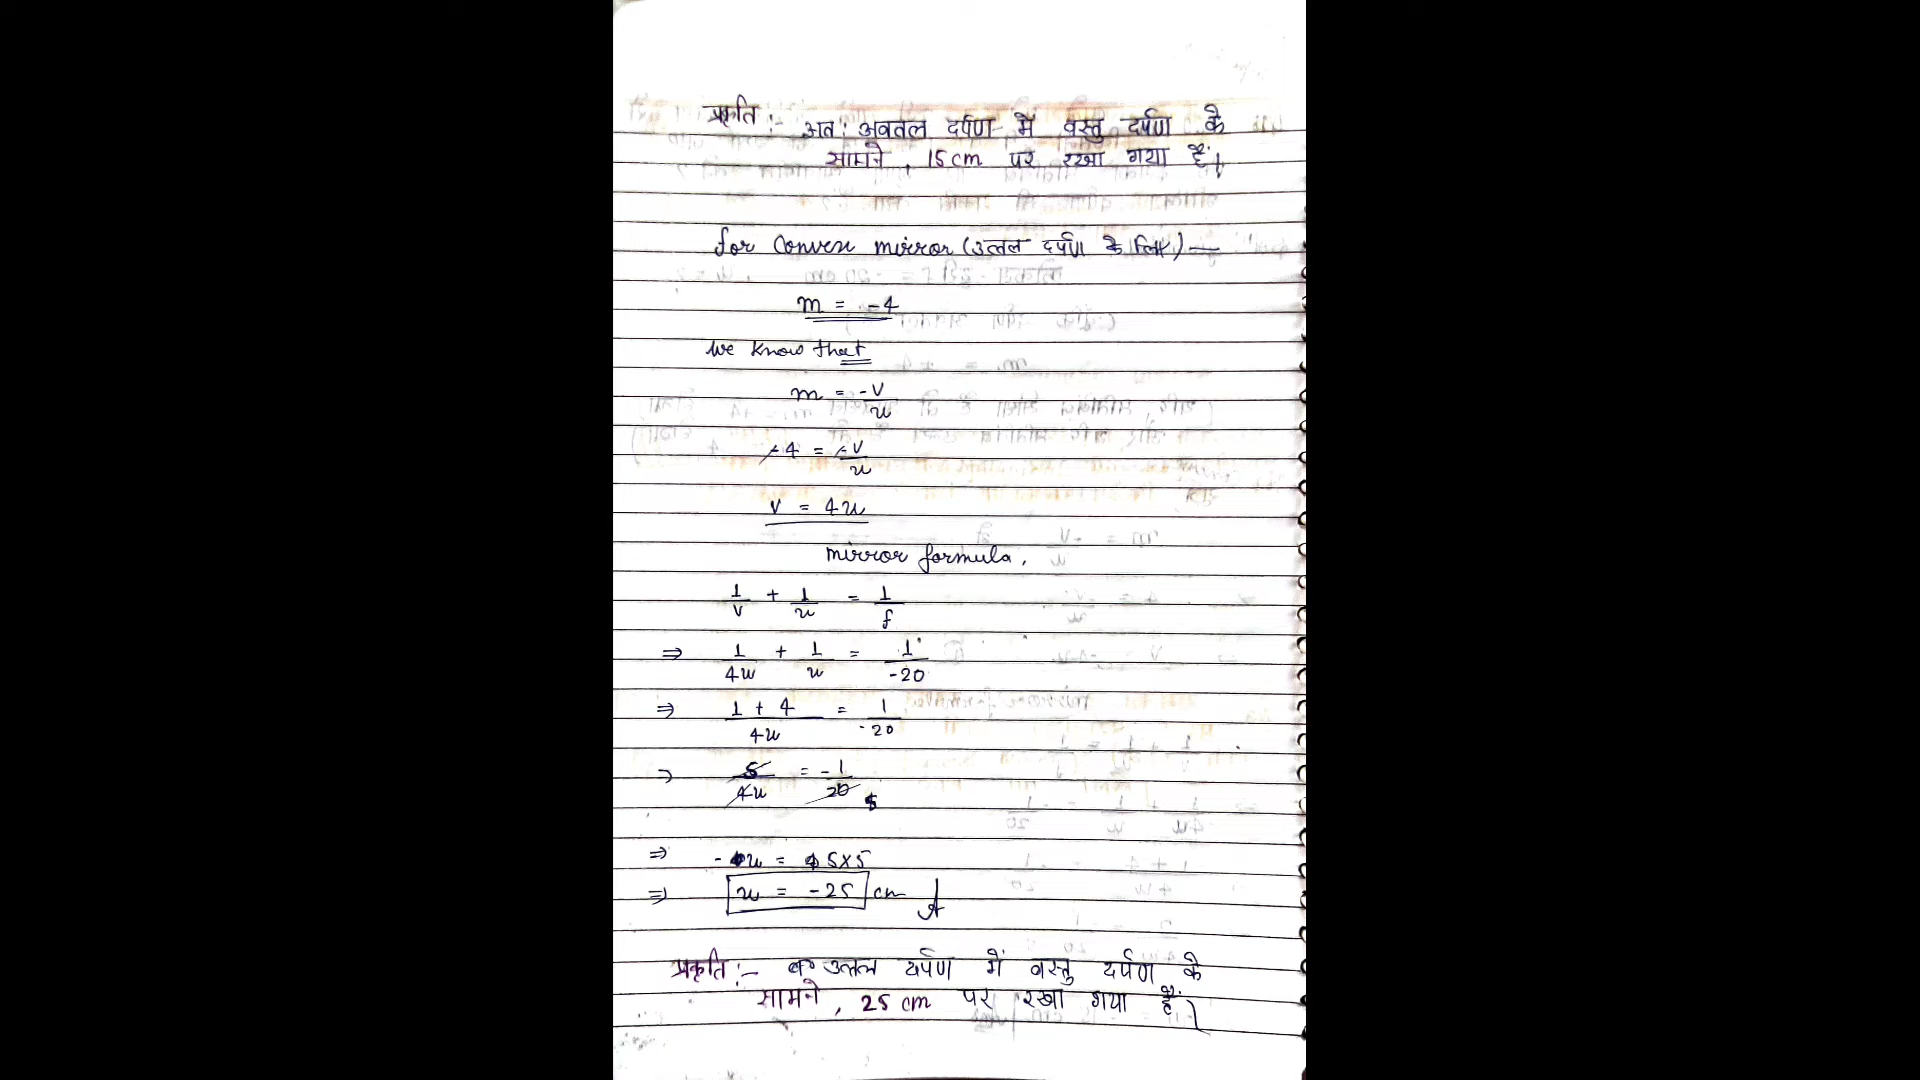 प्रकृति :- अतः अवतल दर्पण में वस्तु दर्पण के
सामने, 15 cm पर रखा गया है।
for Convex mirror (उत्तल दर्पण के लिए) —
m = -4
We know that
m = -v/u
-4 = -v/u
v = 4u
mirror formula,
1/v + 1/u = 1/f
⇒ 1/4u + 1/u = 1/-20
⇒ 1 + 4/4u = 1/-20
⇒ 5/4u = -1/20 5
⇒ -u = 5×5
⇒ u = -25 cm
प्रकृति :- उत्तल दर्पण में वस्तु दर्पण के
सामने, 25 cm पर रखा गया है।